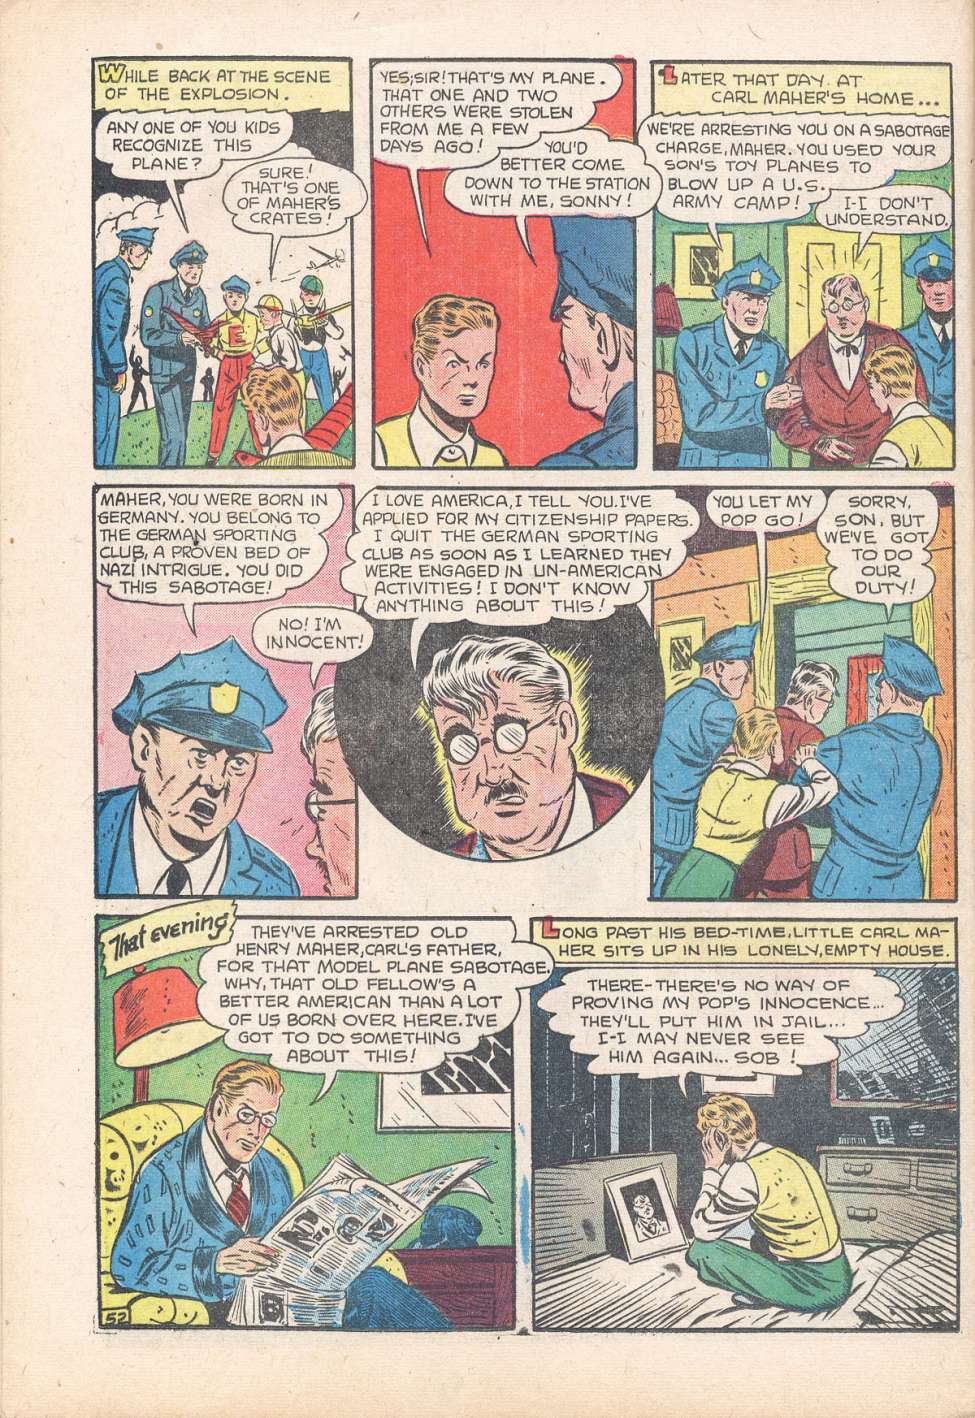 WHILE BACK AT THE SCENE
OF THE EXPLOSION.
ANY ONE OF YOU KIDS
RECOGNIZE THIS
PLANE?
SURE!
THAT'S ONE
OF MAHER'S
CRATES!
E
YES, SIR! THAT'S MY PLANE.
THAT ONE AND TWO
OTHERS WERE STOLEN
FROM ME A FEW
DAYS AGO!
YOU'D
BETTER COME
DOWN TO THE STATION
WITH ME, SONNY!
LATER THAT DAY. AT
CARL MAHER'S HOME...
WE'RE ARRESTING YOU ON A SABOTAGE
CHARGE, MAHER. YOU USED YOUR
SON'S TOY PLANES TO
BLOW UP A U.S.
ARMY CAMP!
I-I DON'T
UNDERSTAND.
MAHER, YOU WERE BORN IN
GERMANY. YOU BELONG TO
THE GERMAN SPORTING
CLUB, A PROVEN BED OF
NAZI INTRIGUE. YOU DID
THIS SABOTAGE!
NO! I'M
INNOCENT!
I LOVE AMERICA, I TELL YOU. I'VE
APPLIED FOR MY CITIZENSHIP PAPERS.
I QUIT THE GERMAN SPORTING
CLUB AS SOON AS I LEARNED THEY
WERE ENGAGED IN UN-AMERICAN
ACTIVITIES! I DON'T KNOW
ANYTHING ABOUT THIS!
YOU LET MY
POP GO!
SORRY,
SON, BUT
WE'VE GOT
TO DO
OUR
DUTY!
That evening
THEY'VE ARRESTED OLD
HENRY MAHER, CARL'S FATHER,
FOR THAT MODEL PLANE SABOTAGE,
WHY, THAT OLD FELLOW'S A
BETTER AMERICAN THAN A LOT
OF US BORN OVER HERE. I'VE
GOT TO DO SOMETHING
ABOUT THIS!
52
LONG PAST HIS BED-TIME, LITTLE CARL MA-
HER SITS UP IN HIS LONELY, EMPTY HOUSE.
THERE-THERE'S NO WAY OF
PROVING MY POP'S INNOCENCE...
THEY'LL PUT HIM IN JAIL...
I-I MAY NEVER SEE
HIM AGAIN... SOB!